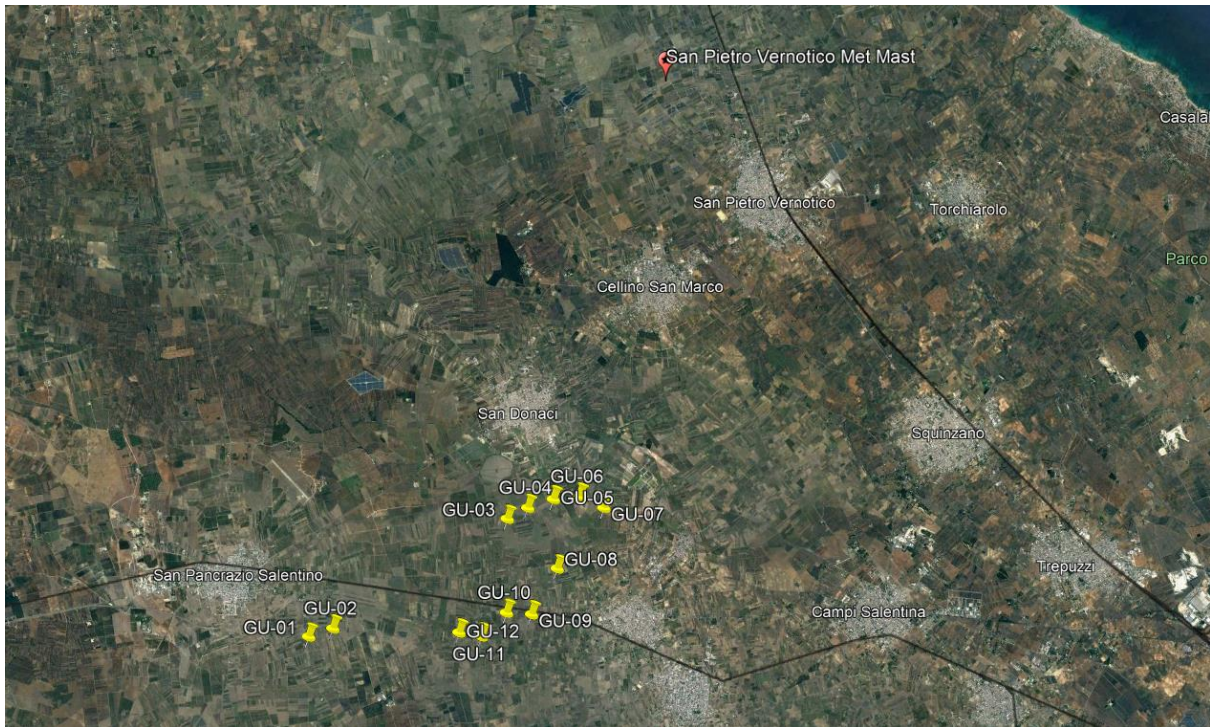 San Pietro Vernotico Met Mast
Casalal
San Pietro Vernotico
Torchiarolo
Parco
Cellino San Marco
San Donaci
Squinzano
GU-06
GU-04
GU-05
GU-03
GU-07
GU-08
Trepuzzi
San Pancrazio Salentino
GU-10
GU-02
Campi Salentina
GU-09
GU-01
GU-12
GU-11